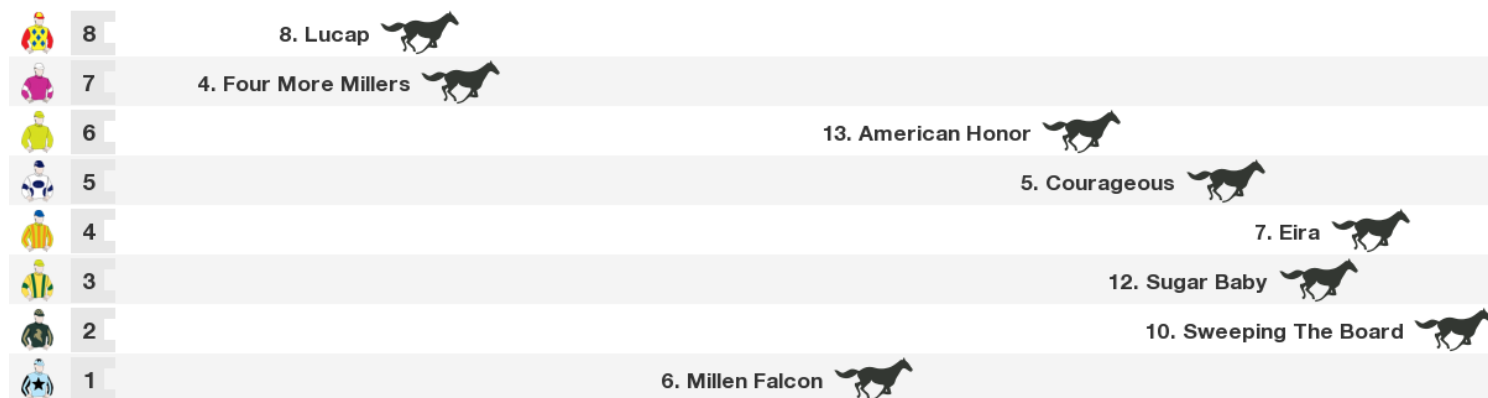 8 8. Lucap
7 4. Four More Millers
6 13. American Honor
5 5. Courageous
4 7. Eira
3 12. Sugar Baby
2 10. Sweeping The Board
1 6. Millen Falcon